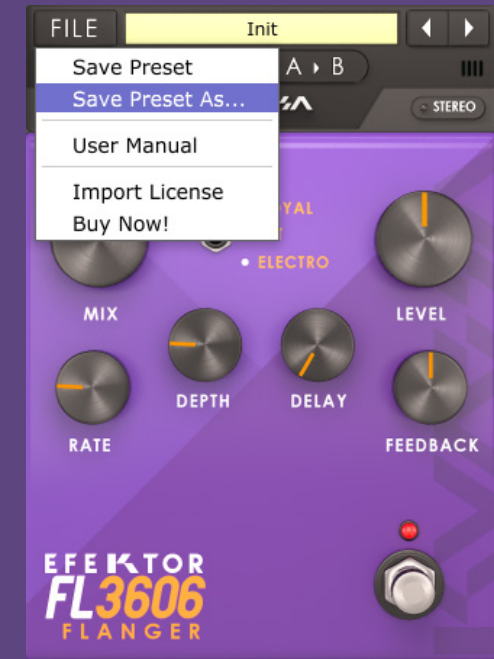 FILE
Init
Save Preset
A ▸ B
Save Preset As...
STEREO
User Manual
Import License
Buy Now!
ELECTRO
MIX
LEVEL
DEPTH
DELAY
RATE
FEEDBACK
EFEKTOR
FL3606
FLANGER